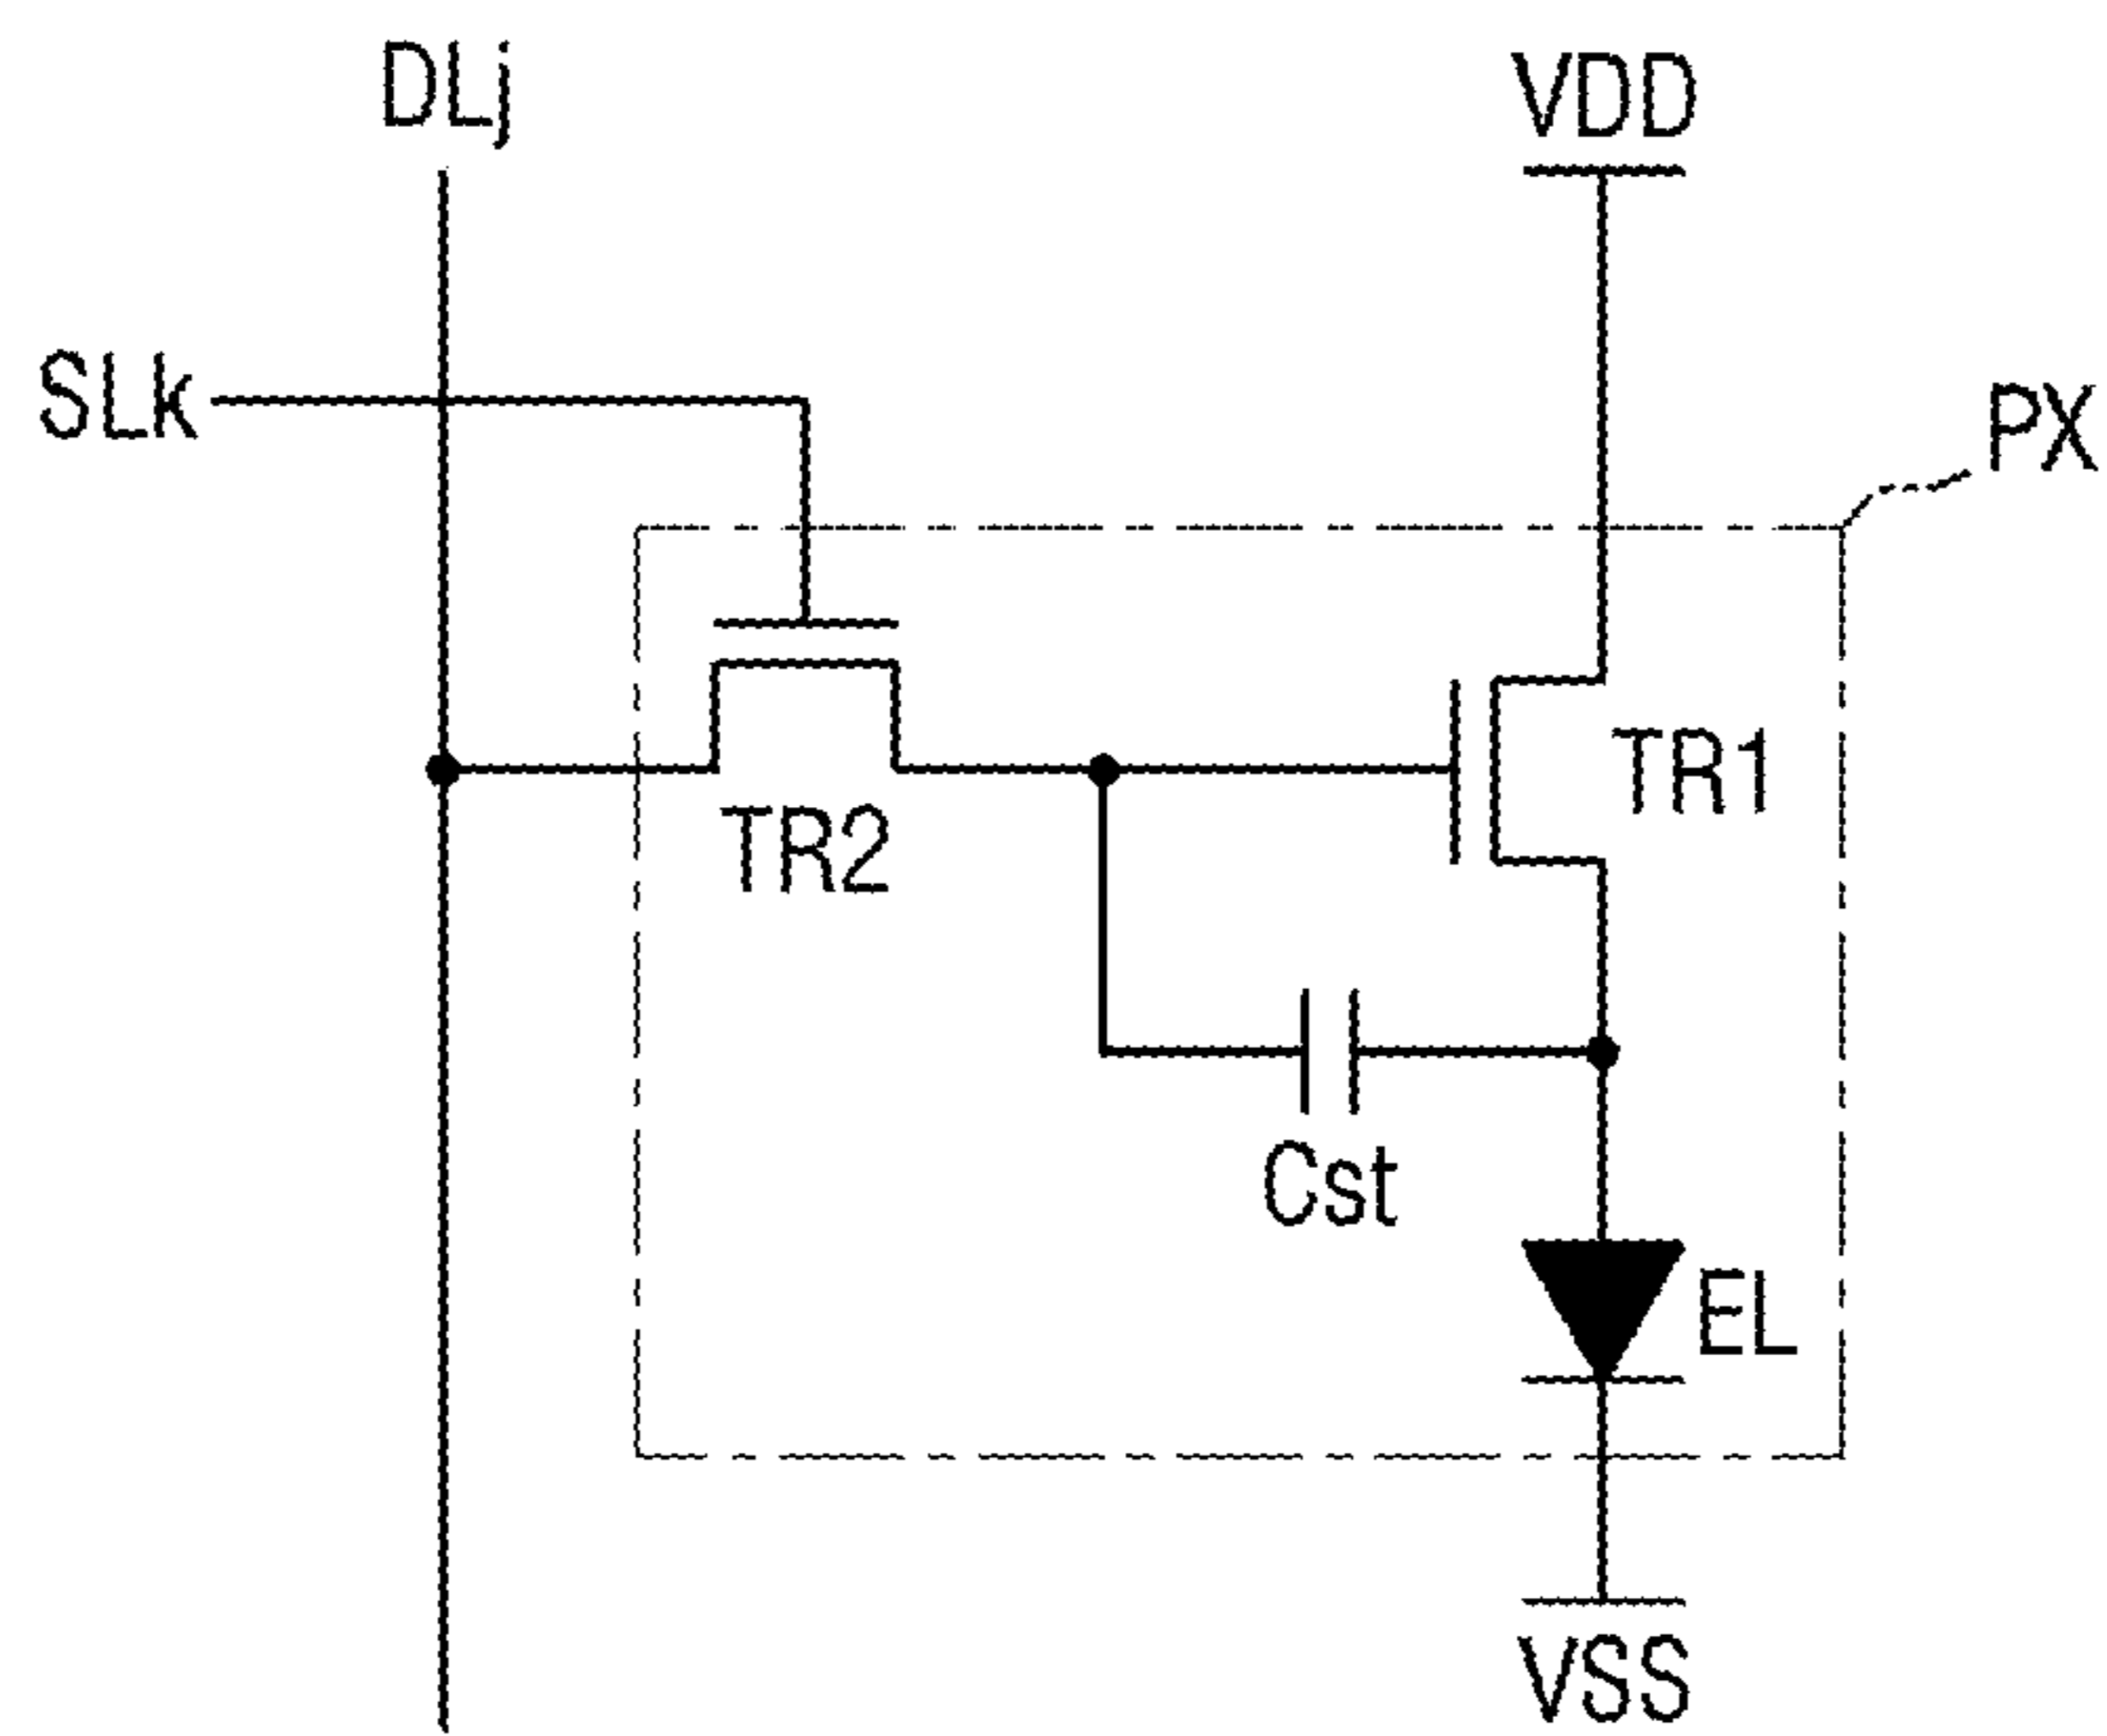 DLj
VDD
SLk
PX
TR1
TR2
Cst
EL
VSS